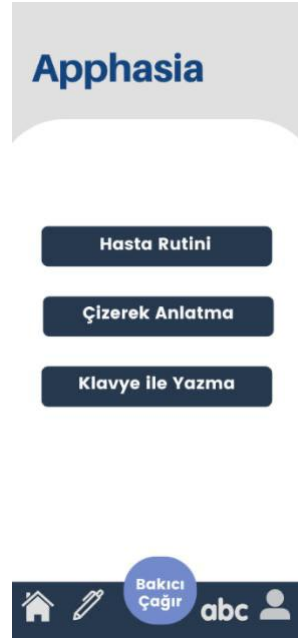 Apphasia
Hasta Rutini
Çizerek Anlatma
Klavye ile Yazma
Bakıcı
Çağır
abc